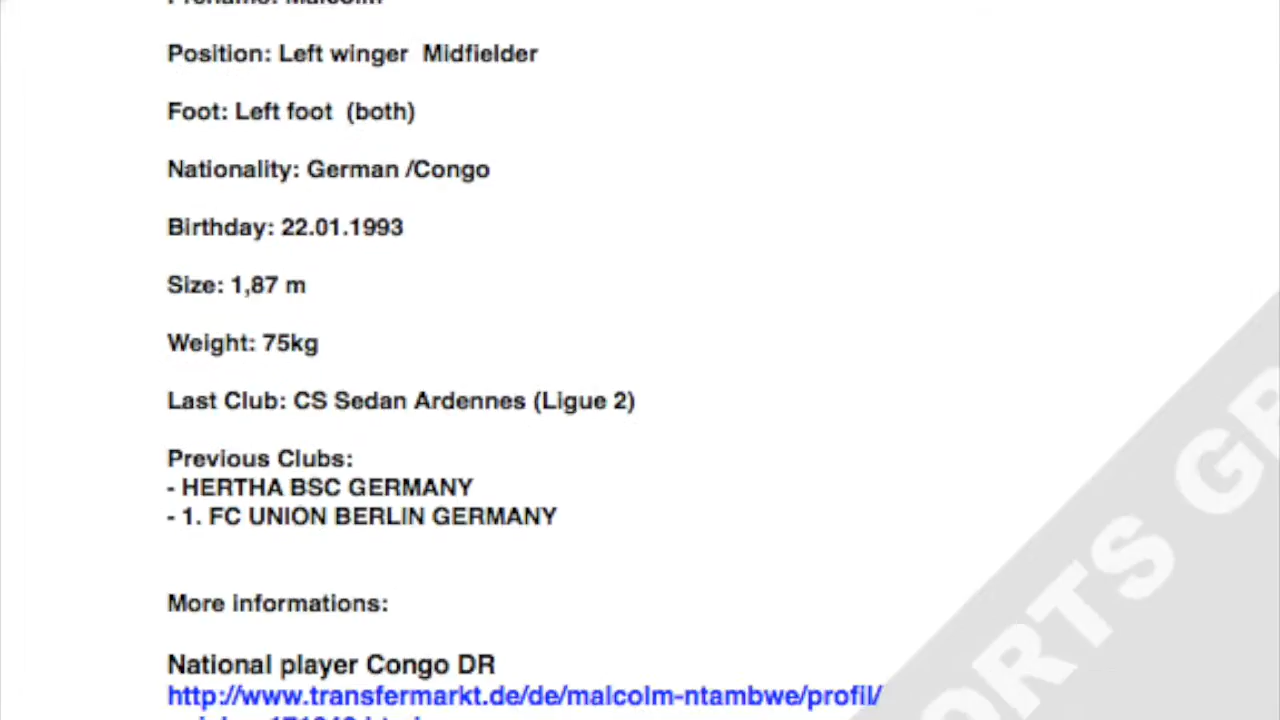 Prename: Malcolm
Position: Left winger  Midfielder
Foot: Left foot  (both)
Nationality: German /Congo
Birthday: 22.01.1993
Size: 1,87 m
Weight: 75kg
Last Club: CS Sedan Ardennes (Ligue 2)
Previous Clubs:
- HERTHA BSC GERMANY
- 1. FC UNION BERLIN GERMANY
More informations:
National player Congo DR
http://www.transfermarkt.de/de/malcolm-ntambwe/profil/